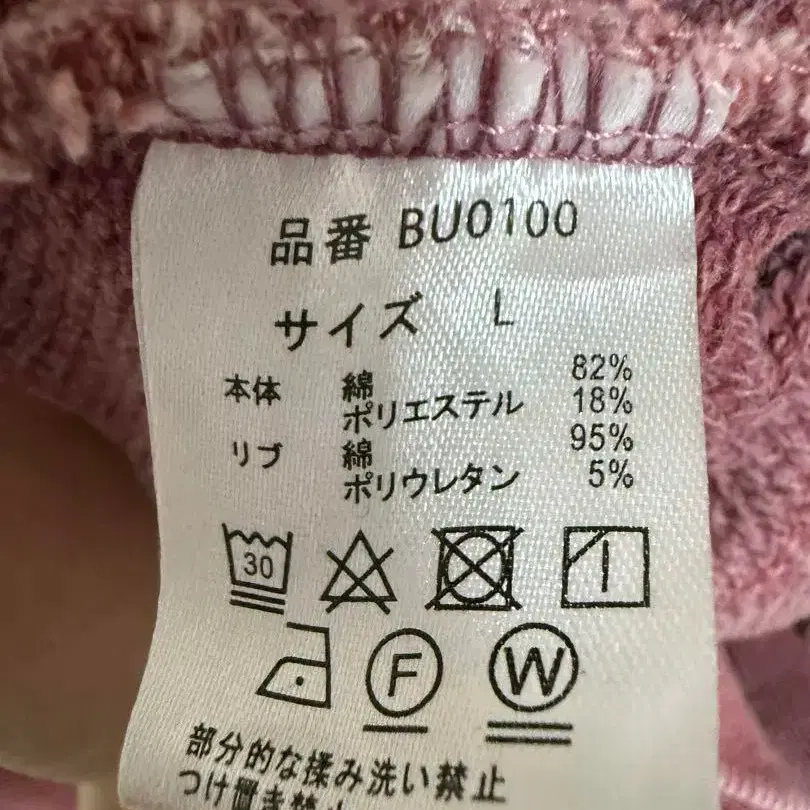 品番 BU0100
サイズ L
本体 綿 82%
ポリエステル 18%
リブ 綿 95%
ポリウレタン 5%
30
F W
部分的な揉み洗い禁止
つけ置き禁止